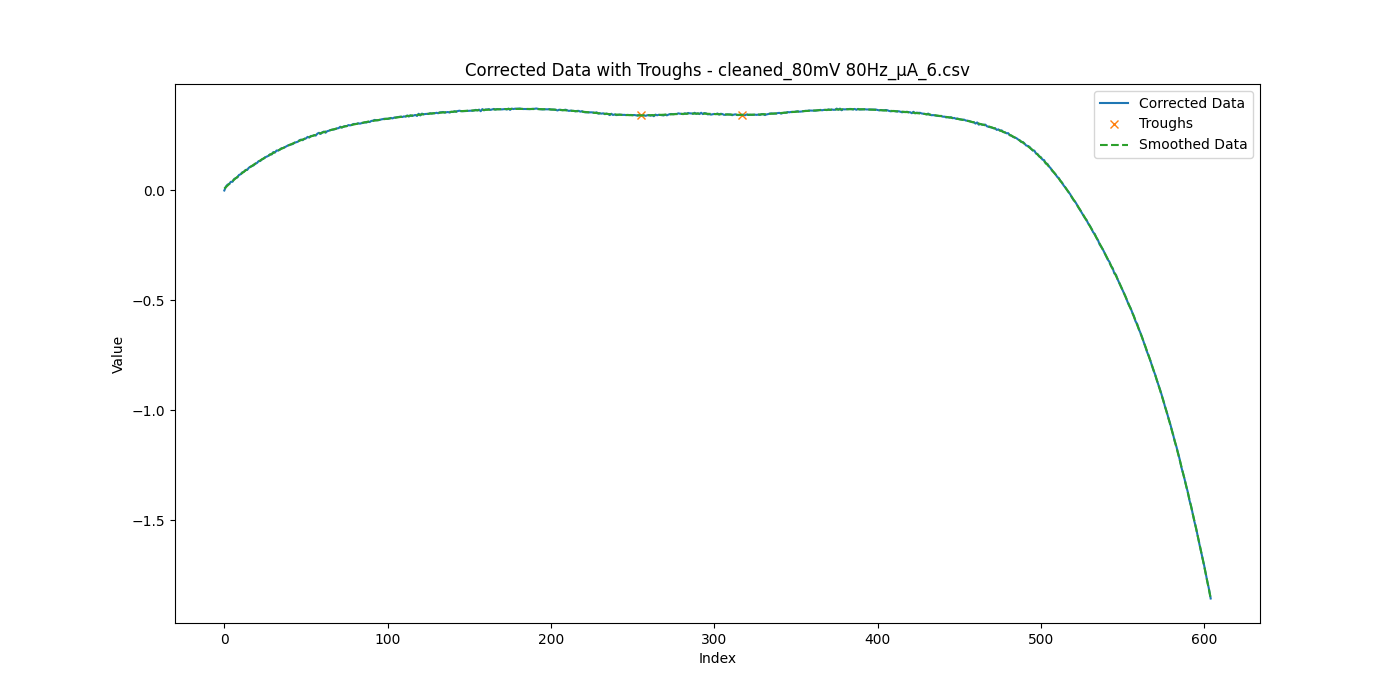 Corrected Data with Troughs - cleaned_80mV 80Hz_µA_6.csv
Corrected Data
Troughs
Smoothed Data
Value
0.0
−0.5
−1.0
−1.5
0 100 200 300 400 500 600
Index